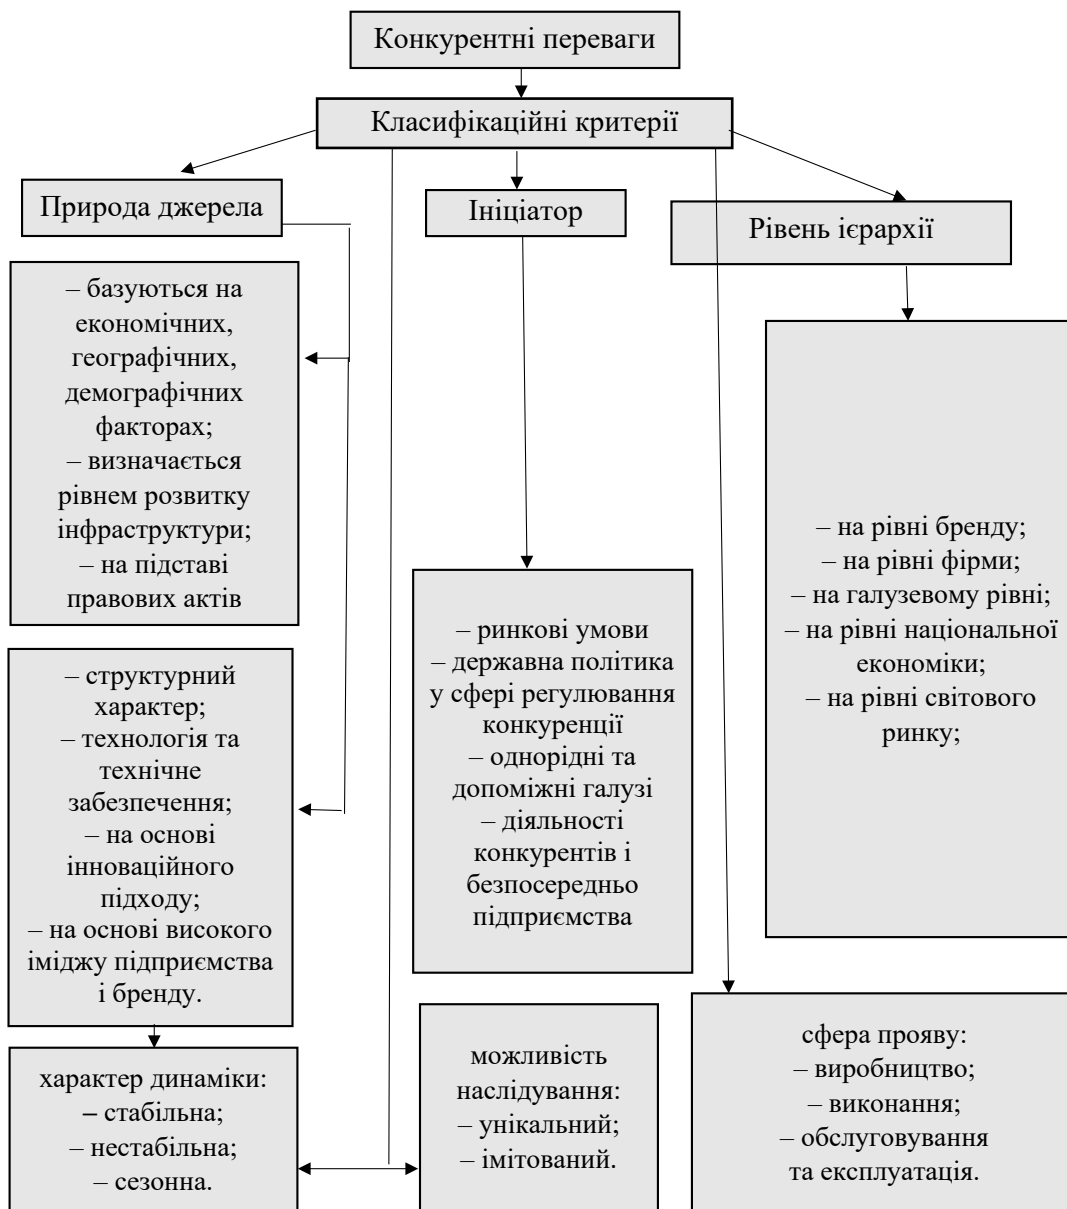 Конкурентні переваги
Класифікаційні критерії
Природа джерела
Ініціатор
Рівень ієрархії
– базуються на
економічних,
географічних,
демографічних
факторах;
– визначається
рівнем розвитку
інфраструктури;
– на підставі
правових актів
– ринкові умови
– державна політика
у сфері регулювання
конкуренції
– однорідні та
допоміжні галузі
– діяльності
конкурентів і
безпосередньо
підприємства
– на рівні бренду;
– на рівні фірми;
– на галузевому рівні;
– на рівні національної
економіки;
– на рівні світового
ринку;
– структурний
характер;
– технологія та
технічне
забезпечення;
– на основі
інноваційного
підходу;
– на основі високого
іміджу підприємства
і бренду.
характер динаміки:
– стабільна;
– нестабільна;
– сезонна.
можливість
наслідування:
– унікальний;
– імітований.
сфера прояву:
– виробництво;
– виконання;
– обслуговування
та експлуатація.